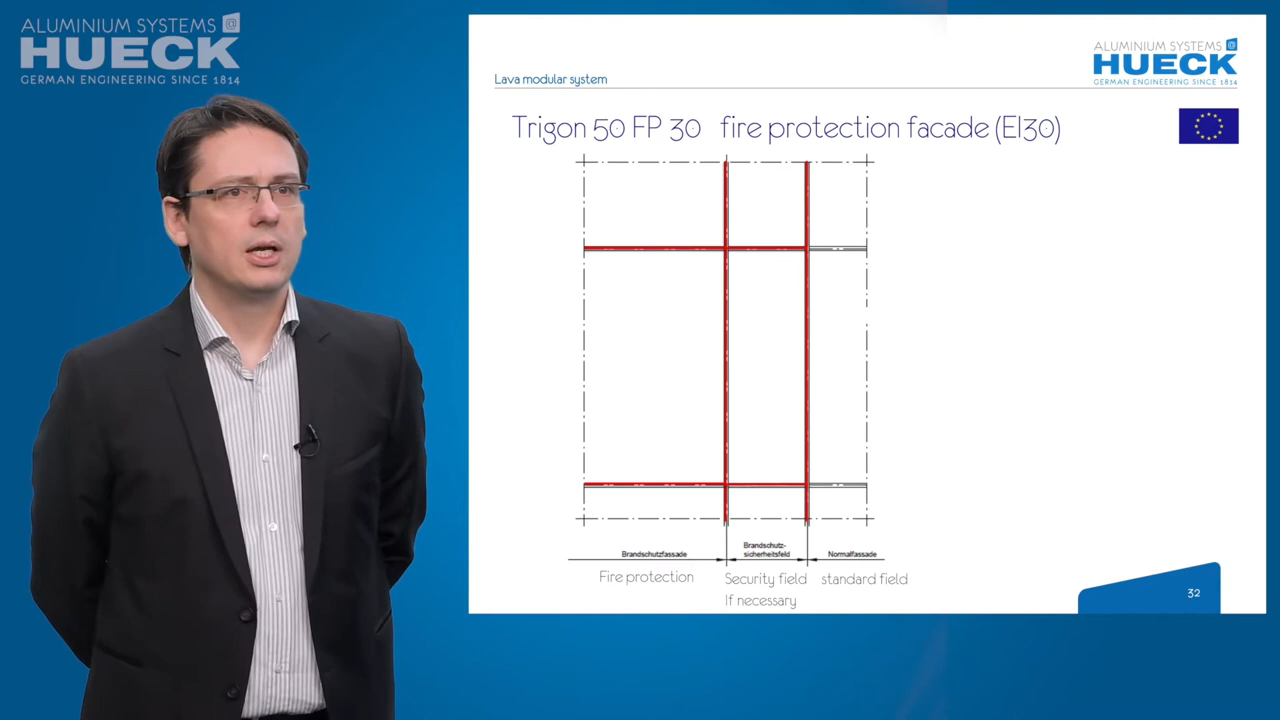 ALUMINIUM SYSTEMS @
HUECK
GERMAN ENGINEERING SINCE 1814
ALUMINIUM SYSTEMS @
HUECK
GERMAN ENGINEERING SINCE 1814
Lava modular system
Trigon 50 FP 30 fire protection facade (EI30)
Brandschutzfassade
Brandschutz-
sicherheitsfeld
Normalfassade
Fire protection
Security field
If necessary
standard field
32